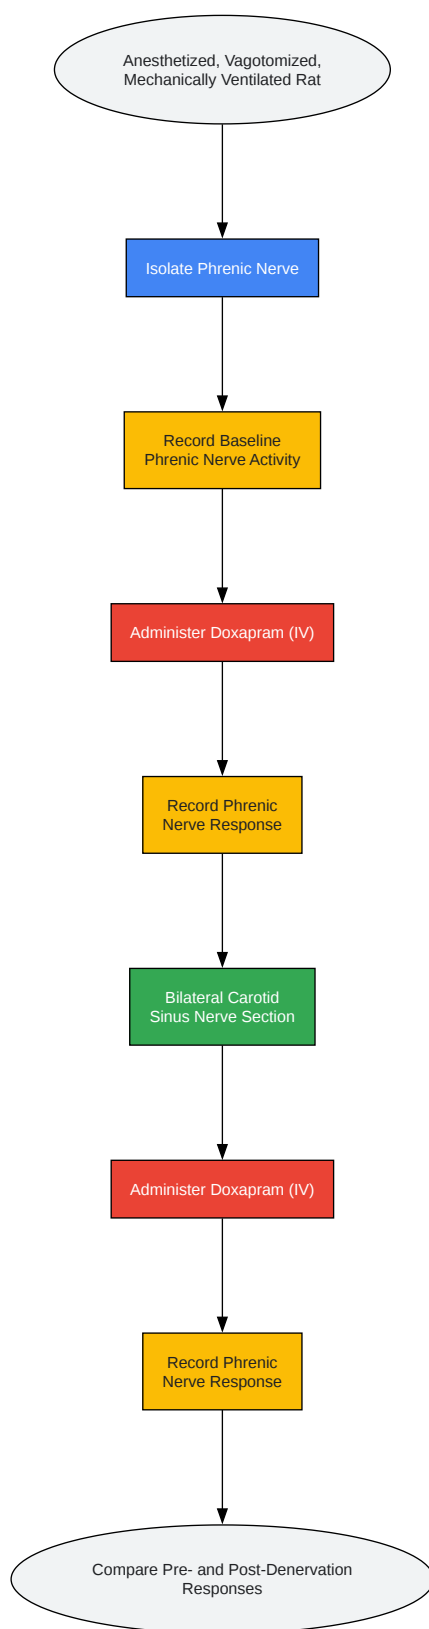 Anesthetized, Vagotomized,
Mechanically Ventilated Rat
Isolate Phrenic Nerve
Record Baseline
Phrenic Nerve Activity
Administer Doxapram (IV)
Record Phrenic
Nerve Response
Bilateral Carotid
Sinus Nerve Section
Administer Doxapram (IV)
Record Phrenic
Nerve Response
Compare Pre- and Post-Denervation
Responses